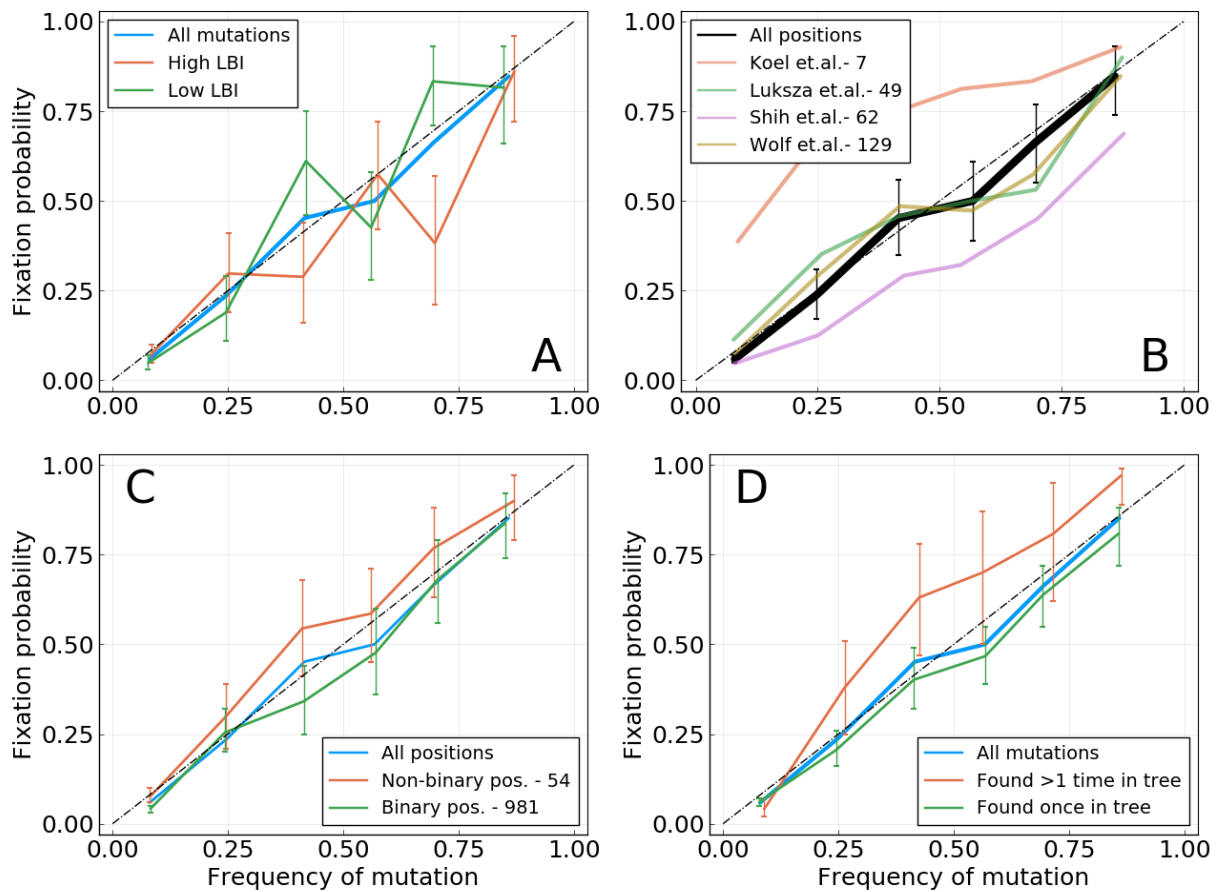 1.00
0.75
0.50
0.25
0.00
Fixation probability
All mutations
High LBI
Low LBI
A
0.00 0.25 0.50 0.75 1.00
1.00
0.75
0.50
0.25
0.00
All positions
Koel et.al.- 7
Luksza et.al.- 49
Shih et.al.- 62
Wolf et.al.- 129
B
0.00 0.25 0.50 0.75 1.00
1.00
0.75
0.50
0.25
0.00
Fixation probability
C
All positions
Non-binary pos. - 54
Binary pos. - 981
0.00 0.25 0.50 0.75 1.00
Frequency of mutation
1.00
0.75
0.50
0.25
0.00
Fixation probability
D
All mutations
Found >1 time in tree
Found once in tree
0.00 0.25 0.50 0.75 1.00
Frequency of mutation